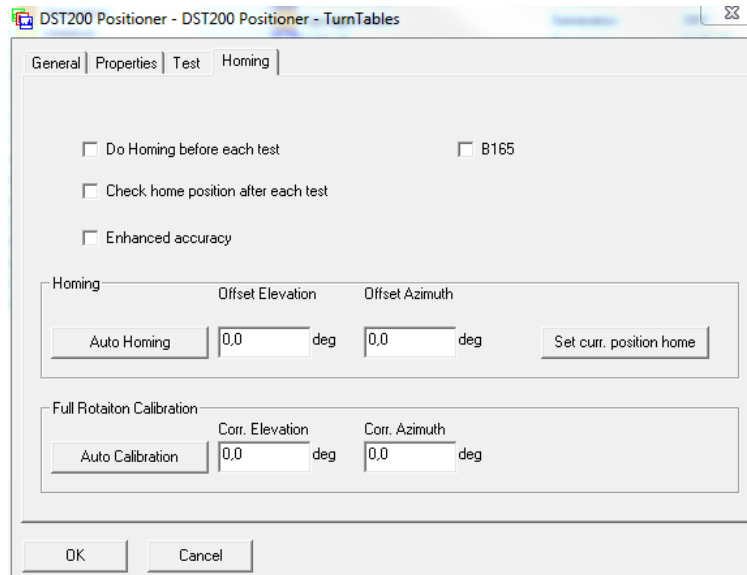 DST200 Positioner - DST200 Positioner - TurnTables
General Properties Test Homing
Do Homing before each test B165
Check home position after each test
Enhanced accuracy
Homing
Offset Elevation Offset Azimuth
Auto Homing 0,0 deg 0,0 deg Set curr. position home
Full Rotaiton Calibration
Corr. Elevation Corr. Azimuth
Auto Calibration 0,0 deg 0,0 deg
OK Cancel